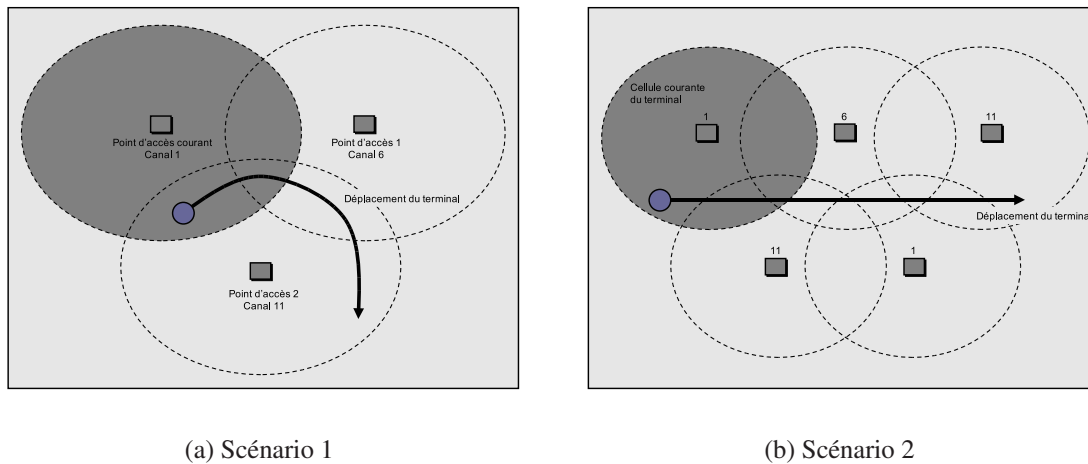 Point d'accès courant
Canal 1
Point d'accès 1
Canal 6
Déplacement du terminal
Point d'accès 2
Canal 11
(a) Scénario 1
Cellule courante
du terminal
1
6
11
Déplacement du terminal
11
1
(b) Scénario 2